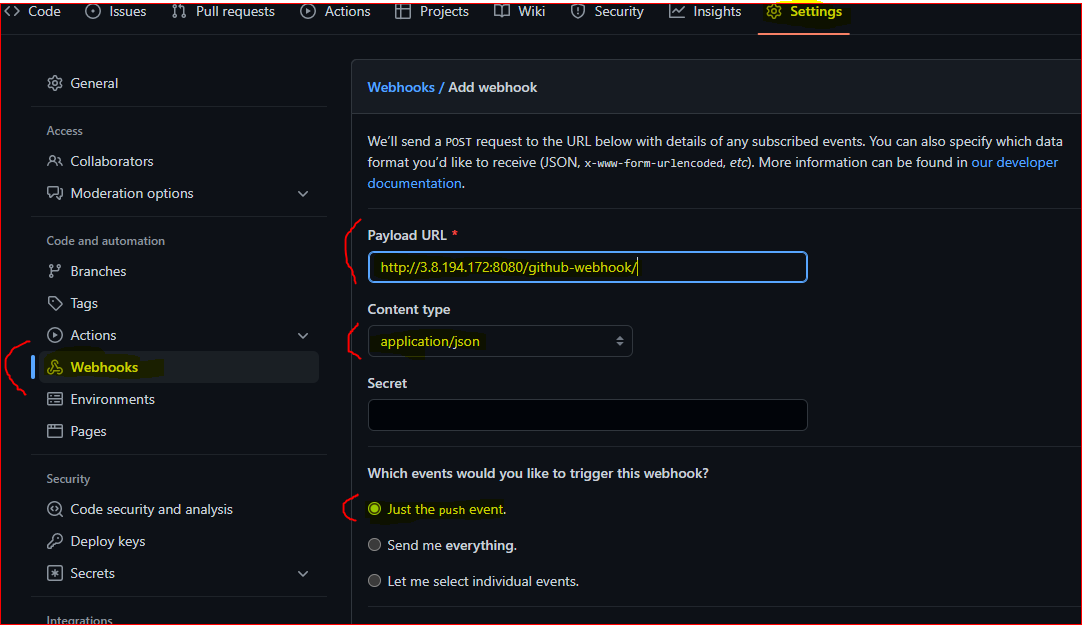 Code Issues Pull requests Actions Projects Wiki Security Insights Settings
General
Access
Collaborators
Moderation options
Code and automation
Branches
Tags
Actions
Webhooks
Environments
Pages
Security
Code security and analysis
Deploy keys
Secrets
Integrations
Webhooks / Add webhook
We'll send a POST request to the URL below with details of any subscribed events. You can also specify which data
format you'd like to receive (JSON, x-www-form-urlencoded, etc). More information can be found in our developer
documentation.
Payload URL *
http://3.8.194.172:8080/github-webhook/
Content type
application/json
Secret
Which events would you like to trigger this webhook?
Just the push event.
Send me everything.
Let me select individual events.